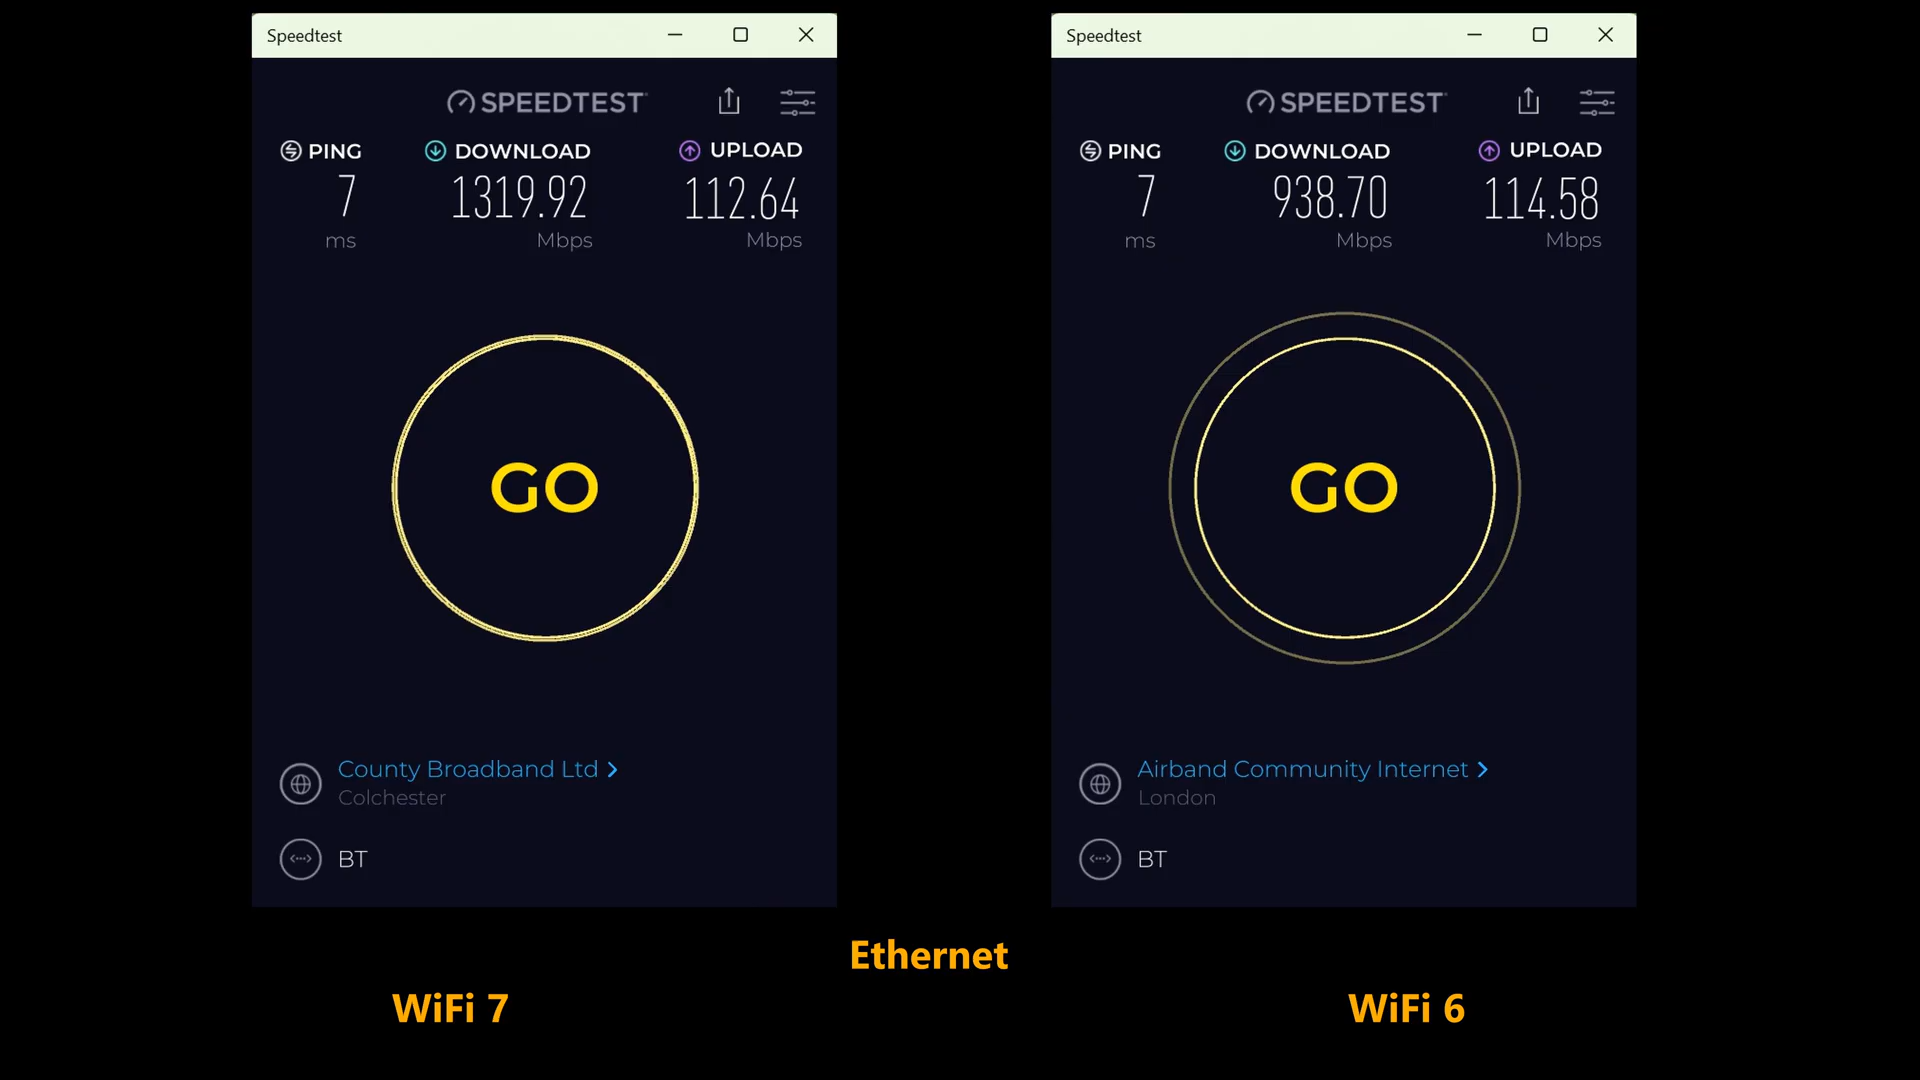 Speedtest
SPEEDTEST
PING
DOWNLOAD
UPLOAD
7
1319.92
112.64
ms
Mbps
Mbps
GO
County Broadband Ltd
Colchester
BT
Speedtest
SPEEDTEST
PING
DOWNLOAD
UPLOAD
7
938.70
114.58
ms
Mbps
Mbps
GO
Airband Community Internet
London
BT
Ethernet
WiFi 7
WiFi 6